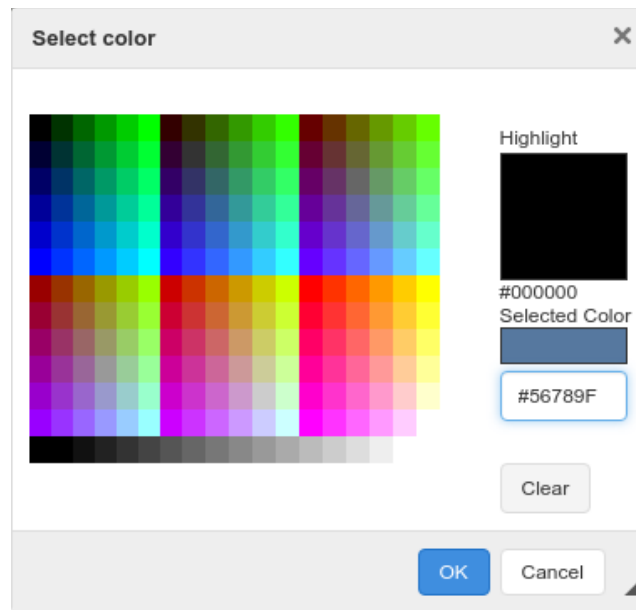 Select color
×
Highlight
#000000
Selected Color
#56789F
Clear
OK
Cancel